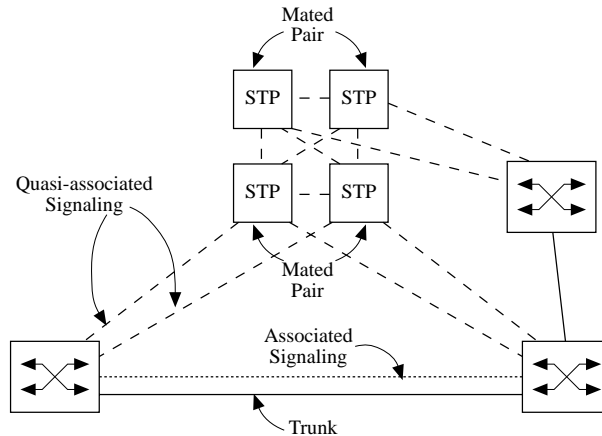 Mated
Pair
STP
STP
Quasi-associated
Signaling
STP
STP
Mated
Pair
Associated
Signaling
Trunk